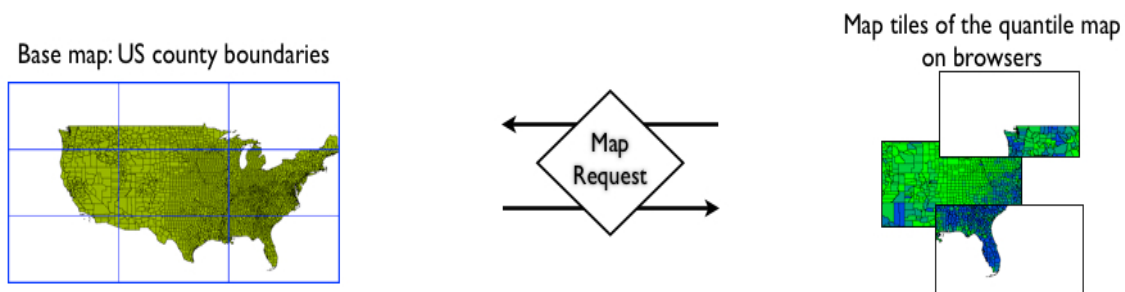 Base map: US county boundaries
Map
Request
Map tiles of the quantile map
on browsers